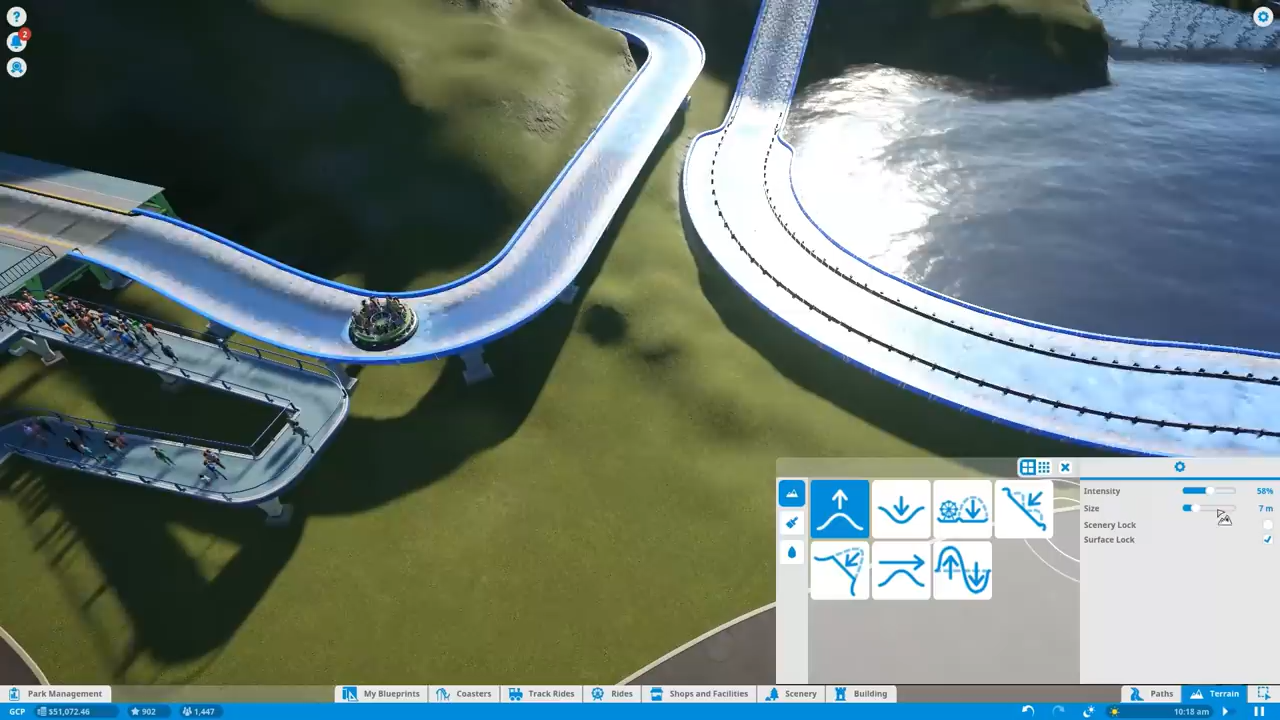 ?
2
Intensity 58%
Size 7 m
Scenery Lock
Surface Lock
Park Management
My Blueprints
Coasters
Track Rides
Rides
Shops and Facilities
Scenery
Building
Paths
Terrain
GCP
$51,072.46
902
1,447
10:18 am